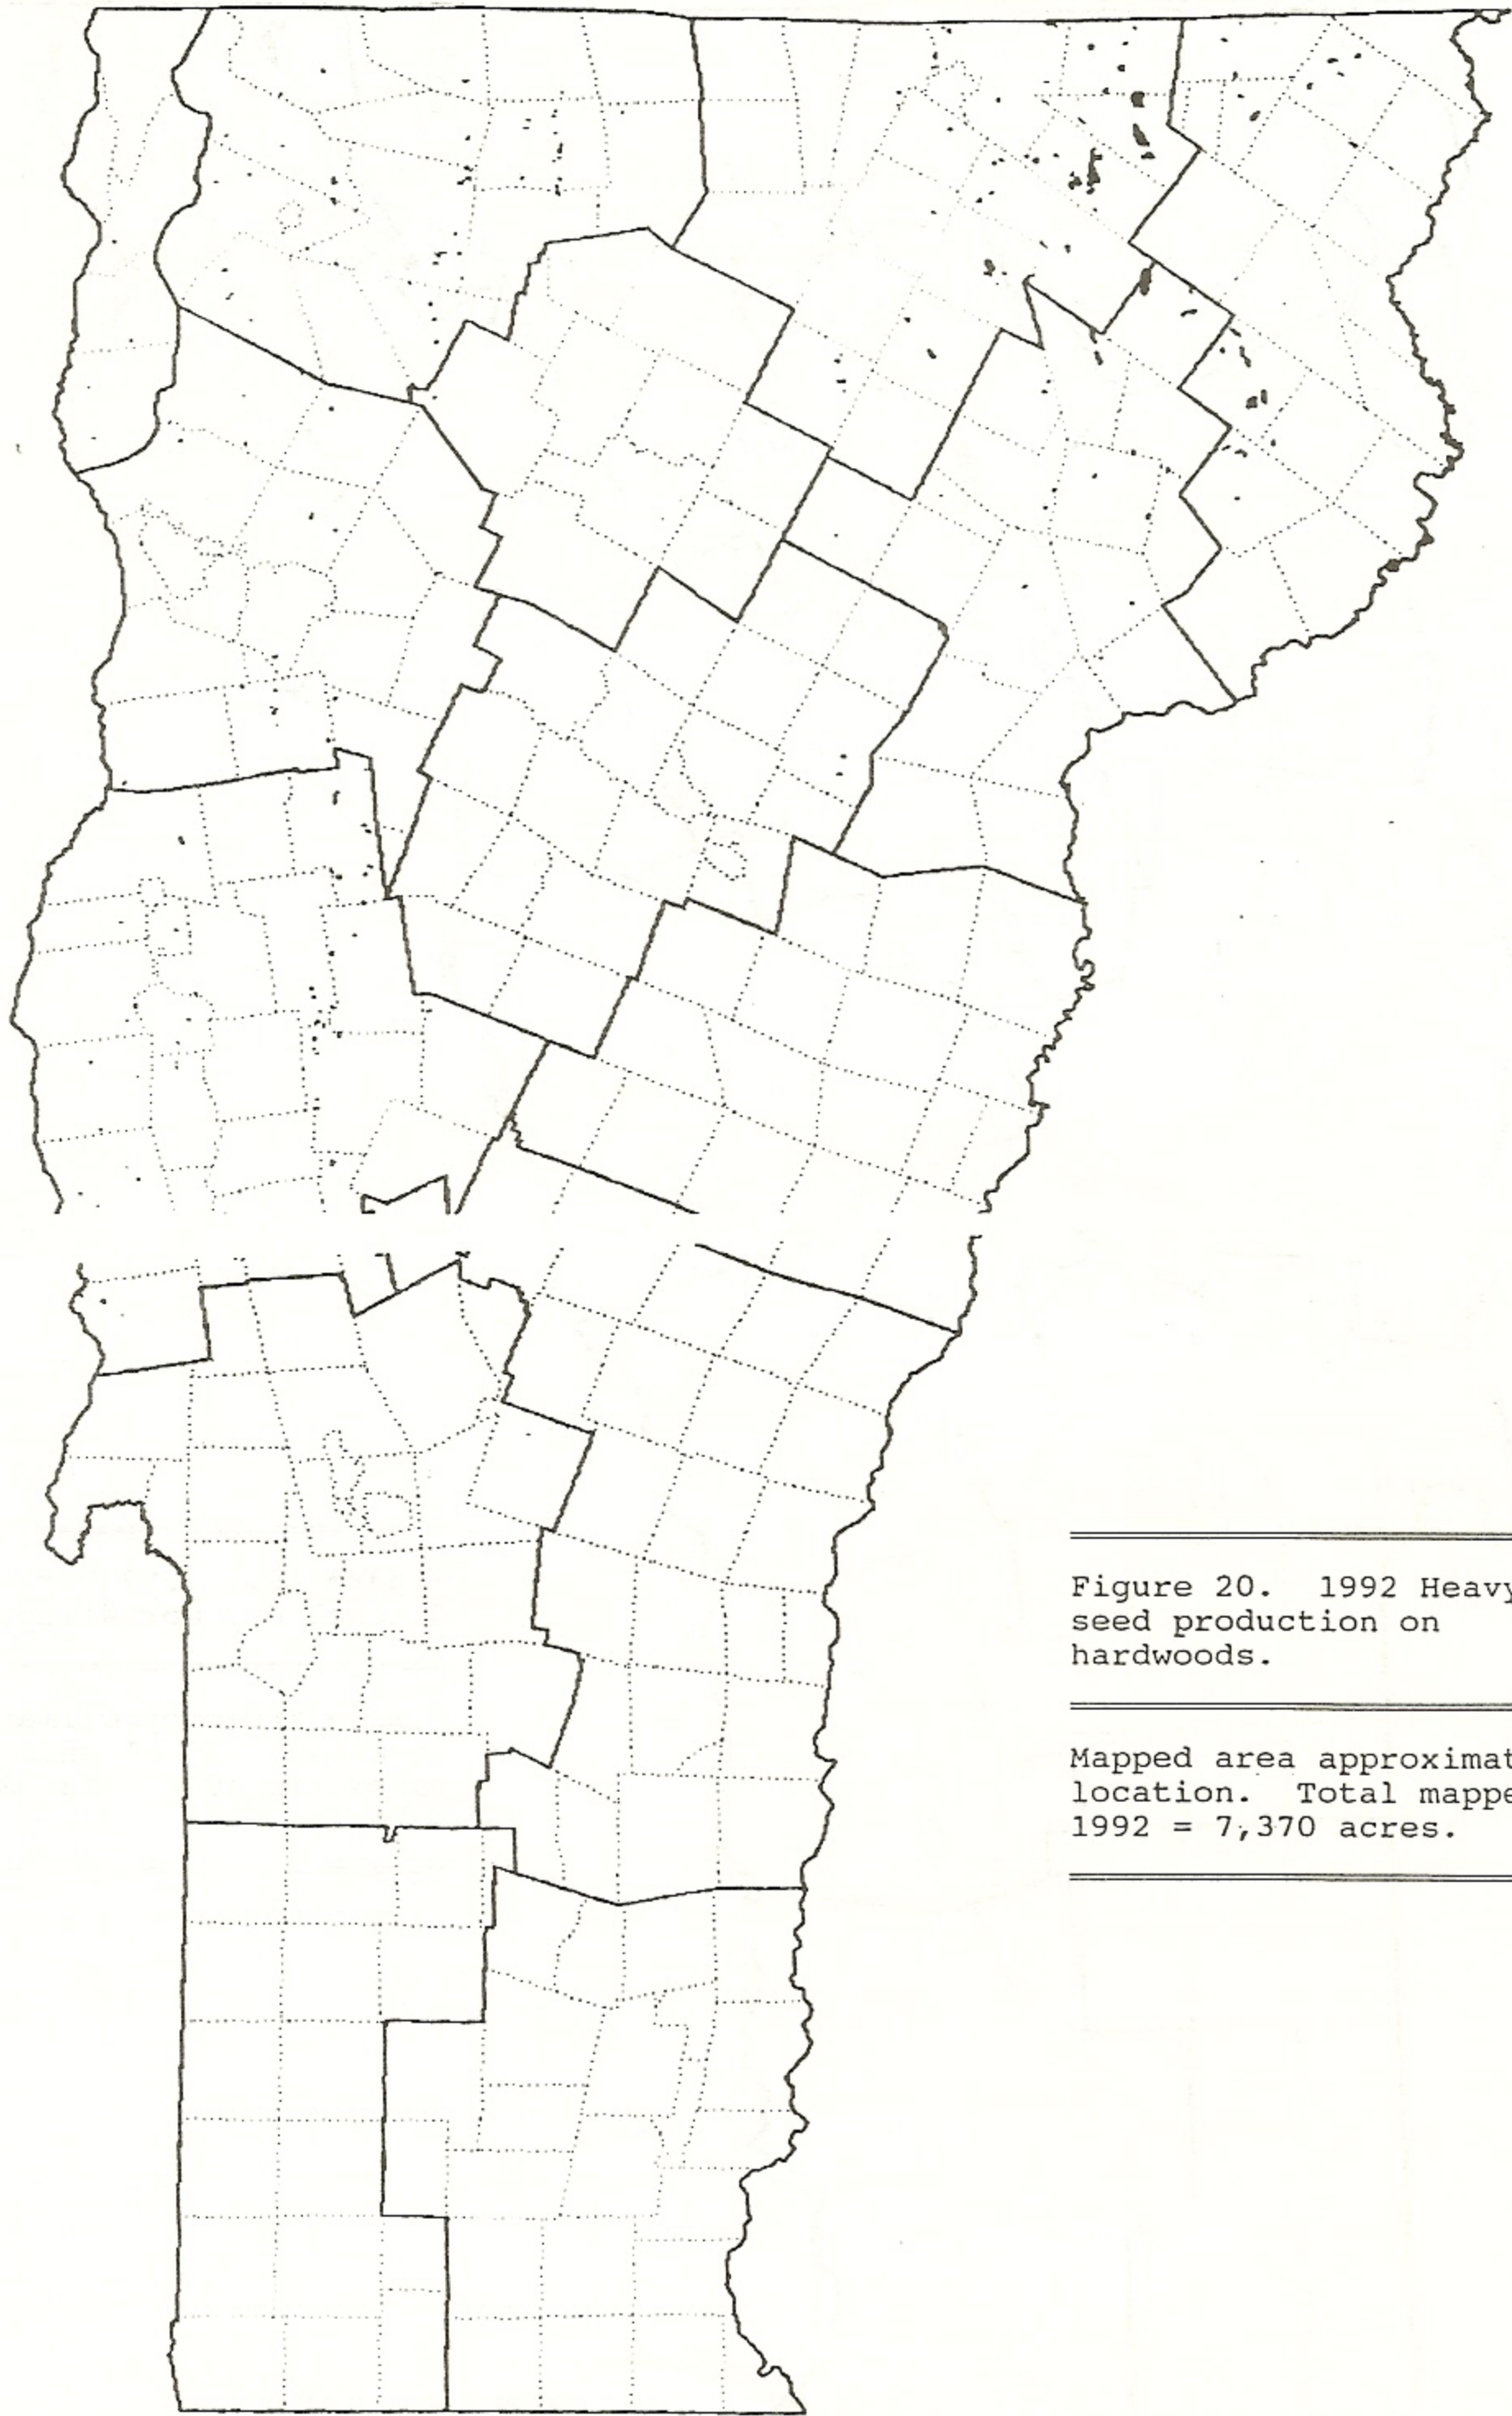 Figure 20. 1992 Heavy
seed production on
hardwoods.
Mapped area approximat
location. Total mappe
1992 = 7,370 acres.